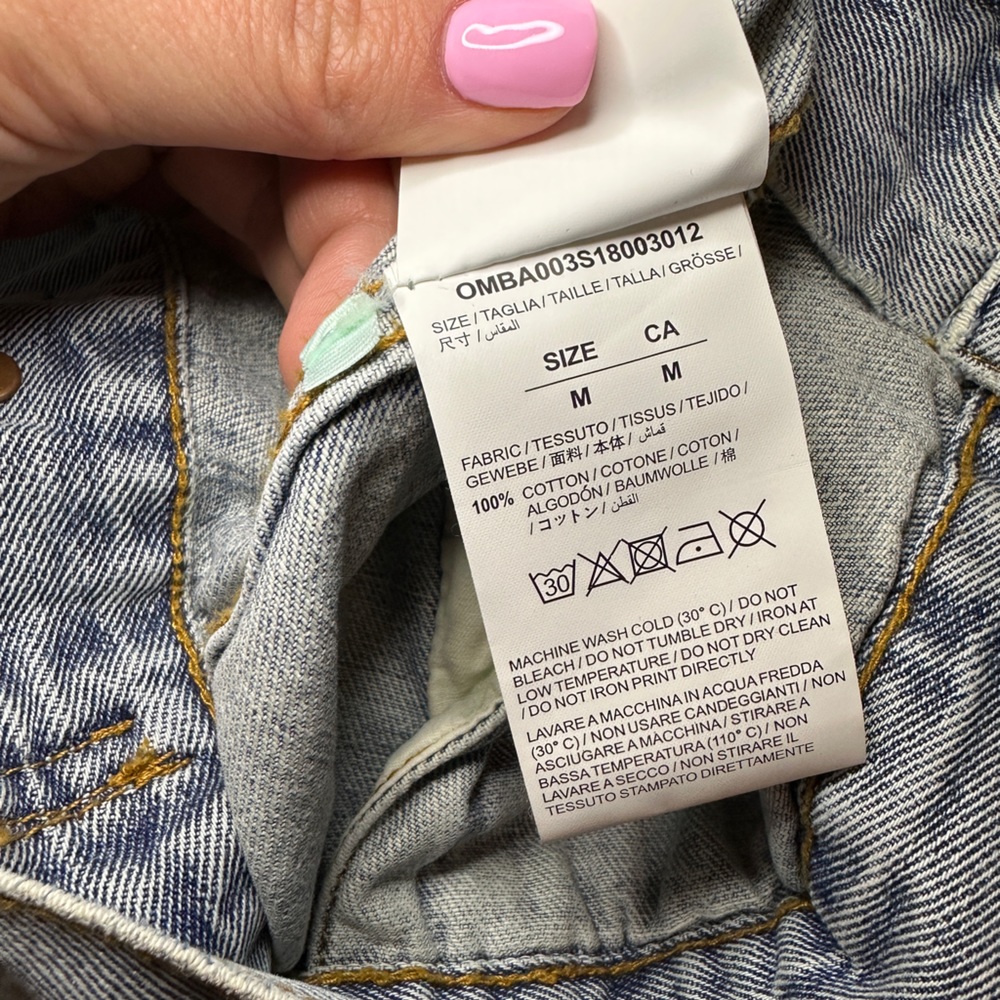 OMBA003S18003012
SIZE / TAGLIA / TAILLE / TALLA / GRÖSSE /
尺寸 / المقاس /
SIZE CA
M M
FABRIC / TESSUTO / TISSUS / TEJIDO /
GEWEBE / 面料 / 本体 / قماش /
100% COTTON / COTONE / COTON /
ALGODÓN / BAUMWOLLE / 棉
/ コットン / القطن
30
MACHINE WASH COLD (30° C) / DO NOT
BLEACH / DO NOT TUMBLE DRY / IRON AT
LOW TEMPERATURE / DO NOT DRY CLEAN
/ DO NOT IRON PRINT DIRECTLY
LAVARE A MACCHINA IN ACQUA FREDDA
(30° C) / NON USARE CANDEGGIANTI / NON
ASCIUGARE A MACCHINA / STIRARE A
BASSA TEMPERATURA (110° C) / NON
LAVARE A SECCO / NON STIRARE IL
TESSUTO STAMPATO DIRETTAMENTE